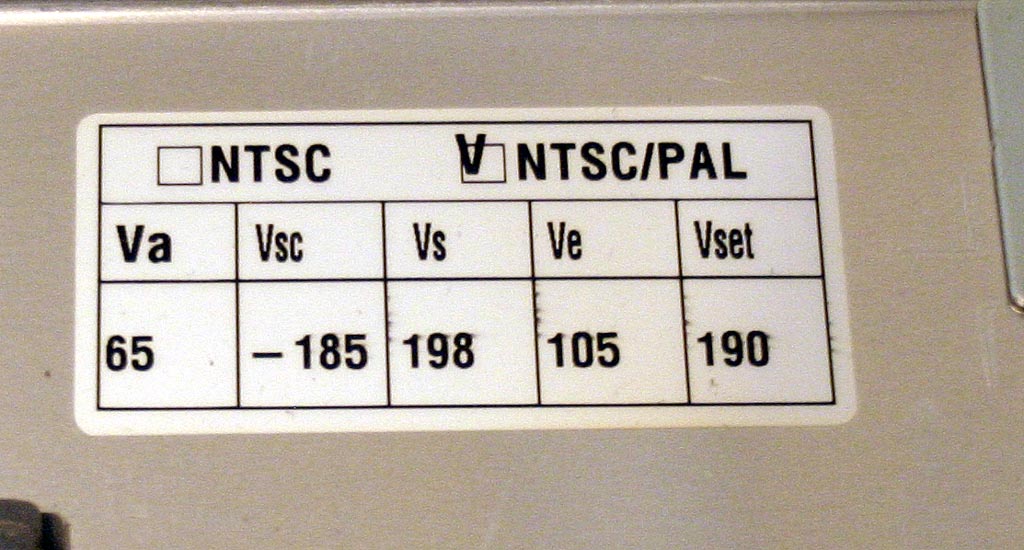 ☐NTSC ☑NTSC/PAL
Va Vsc Vs Ve Vset
65 −185 198 105 190